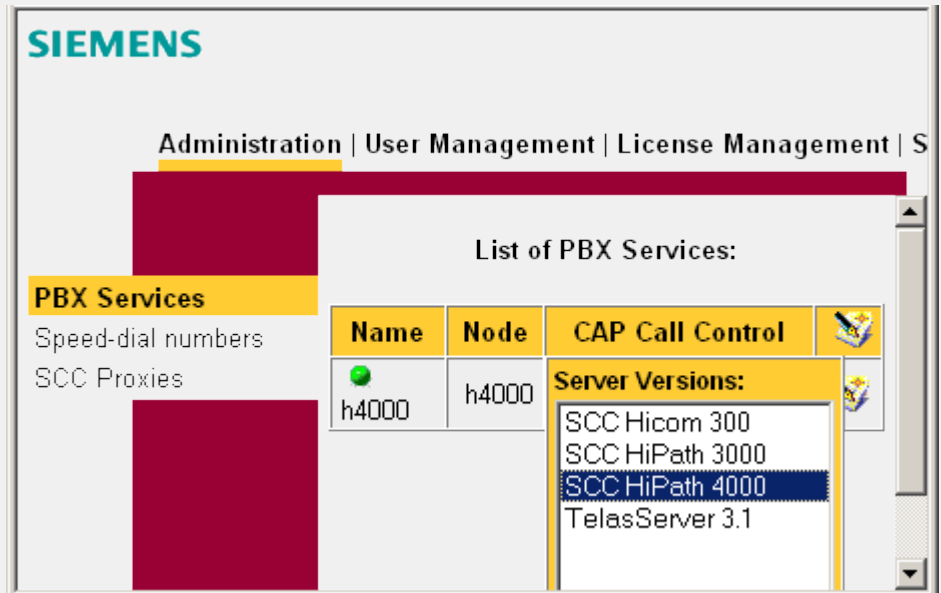 SIEMENS
Administration | User Management | License Management | S
List of PBX Services:
PBX Services
Speed-dial numbers
SCC Proxies
Name Node CAP Call Control
h4000 h4000
Server Versions:
SCC Hicom 300
SCC HiPath 3000
SCC HiPath 4000
TelasServer 3.1